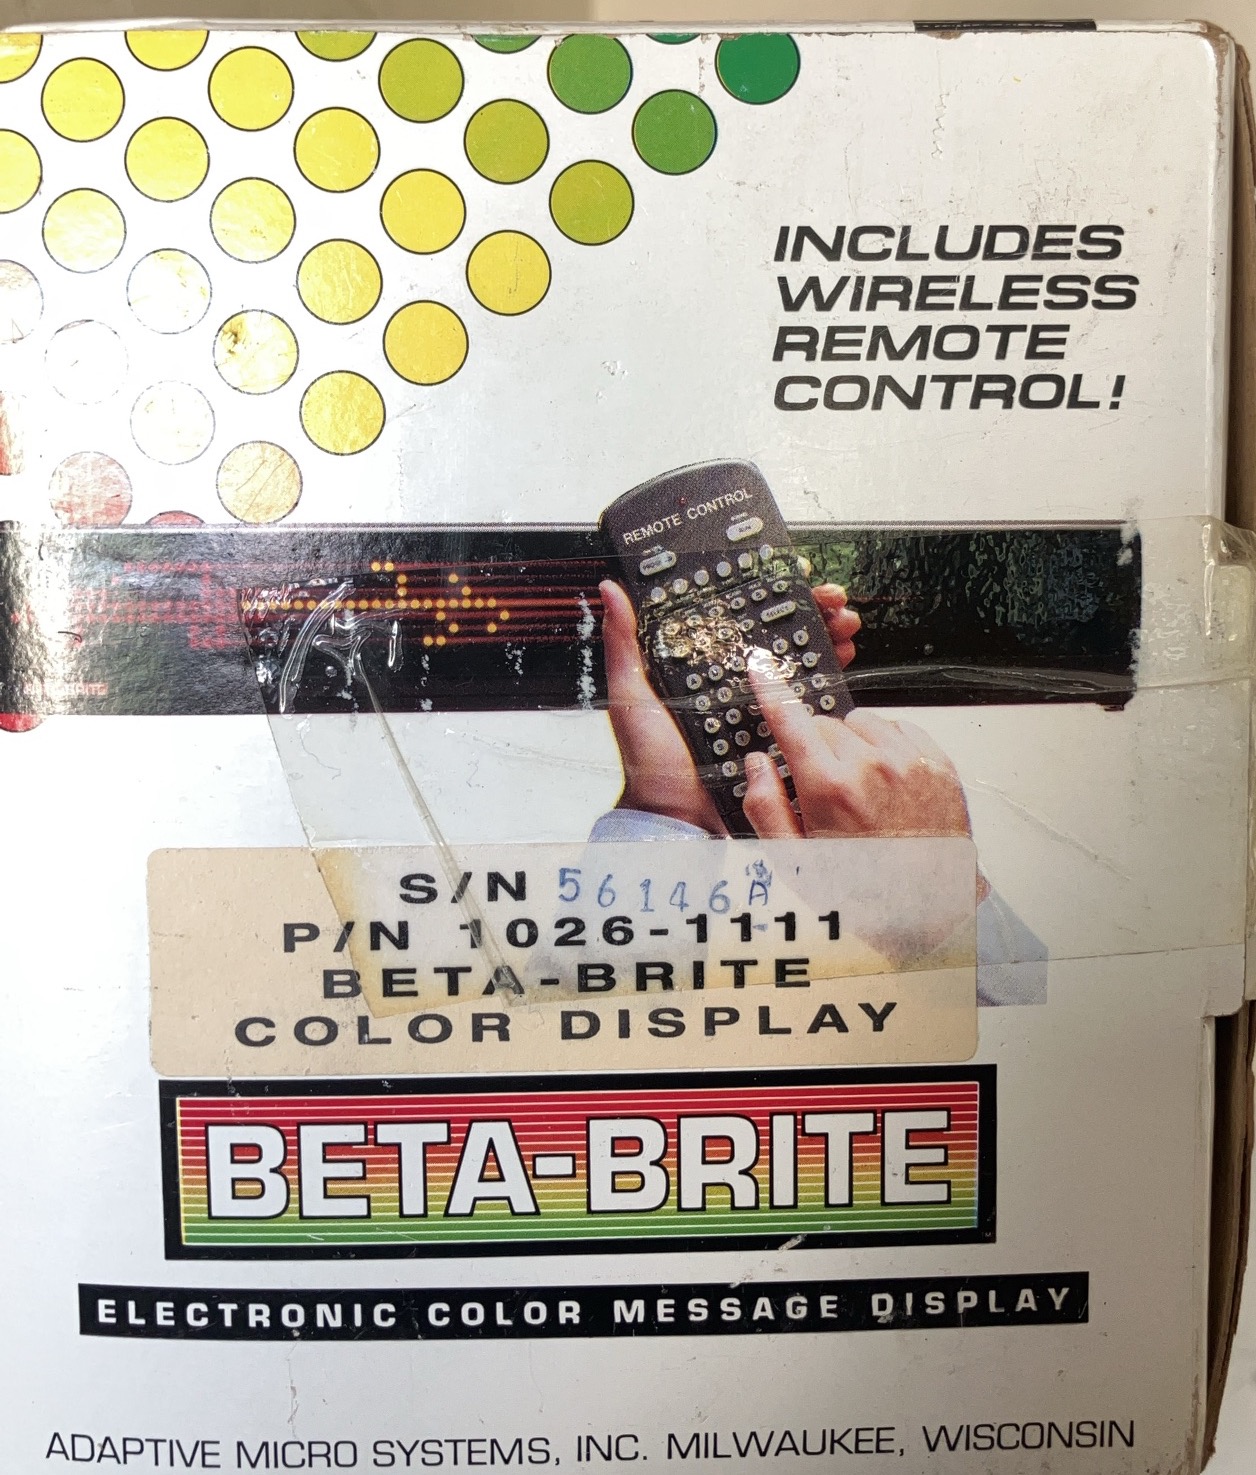 INCLUDES
WIRELESS
REMOTE
CONTROL!
REMOTE CONTROL
SELECT
S/N 56146A
P/N 1026-1111
BETA-BRITE
COLOR DISPLAY
BETA-BRITE
ELECTRONIC COLOR MESSAGE DISPLAY
ADAPTIVE MICRO SYSTEMS, INC. MILWAUKEE, WISCONSIN